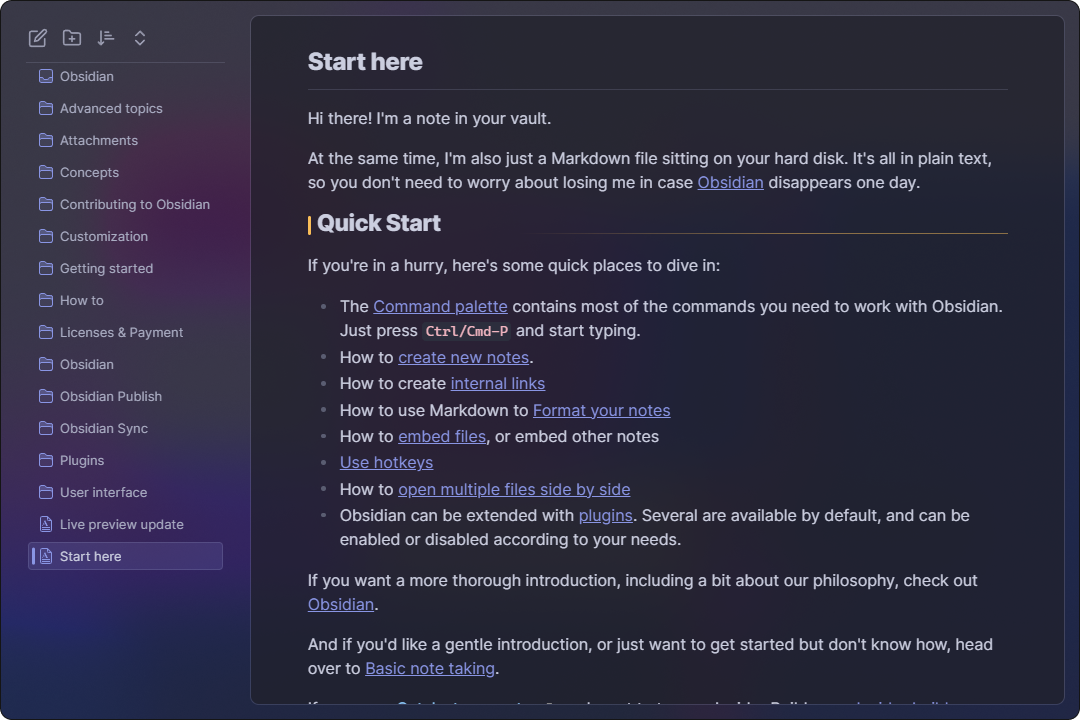 Obsidian
Advanced topics
Attachments
Concepts
Contributing to Obsidian
Customization
Getting started
How to
Licenses & Payment
Obsidian
Obsidian Publish
Obsidian Sync
Plugins
User interface
Live preview update
Start here
Start here
Hi there! I'm a note in your vault.
At the same time, I'm also just a Markdown file sitting on your hard disk. It's all in plain text,
so you don't need to worry about losing me in case Obsidian disappears one day.
Quick Start
If you're in a hurry, here's some quick places to dive in:
The Command palette contains most of the commands you need to work with Obsidian.
Just press Ctrl/Cmd-P and start typing.
How to create new notes.
How to create internal links
How to use Markdown to Format your notes
How to embed files, or embed other notes
Use hotkeys
How to open multiple files side by side
Obsidian can be extended with plugins. Several are available by default, and can be
enabled or disabled according to your needs.
If you want a more thorough introduction, including a bit about our philosophy, check out
Obsidian.
And if you'd like a gentle introduction, or just want to get started but don't know how, head
over to Basic note taking.